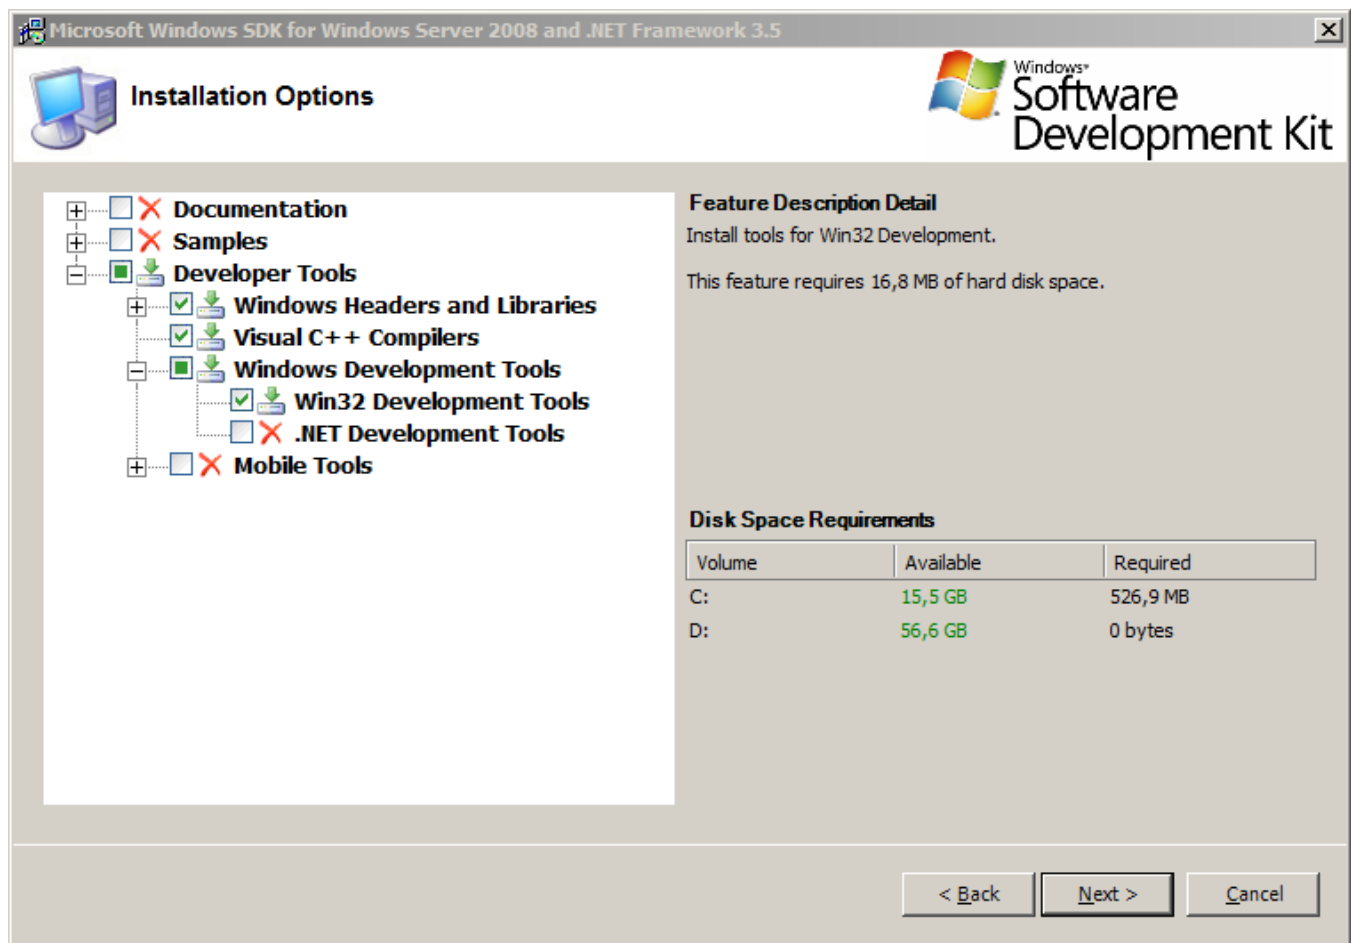 Microsoft Windows SDK for Windows Server 2008 and .NET Framework 3.5
Installation Options
Windows®
Software
Development Kit
Documentation
Samples
Developer Tools
Windows Headers and Libraries
Visual C++ Compilers
Windows Development Tools
Win32 Development Tools
.NET Development Tools
Mobile Tools
Feature Description Detail
Install tools for Win32 Development.
This feature requires 16,8 MB of hard disk space.
Disk Space Requirements
Volume Available Required
C: 15,5 GB 526,9 MB
D: 56,6 GB 0 bytes
< Back Next > Cancel